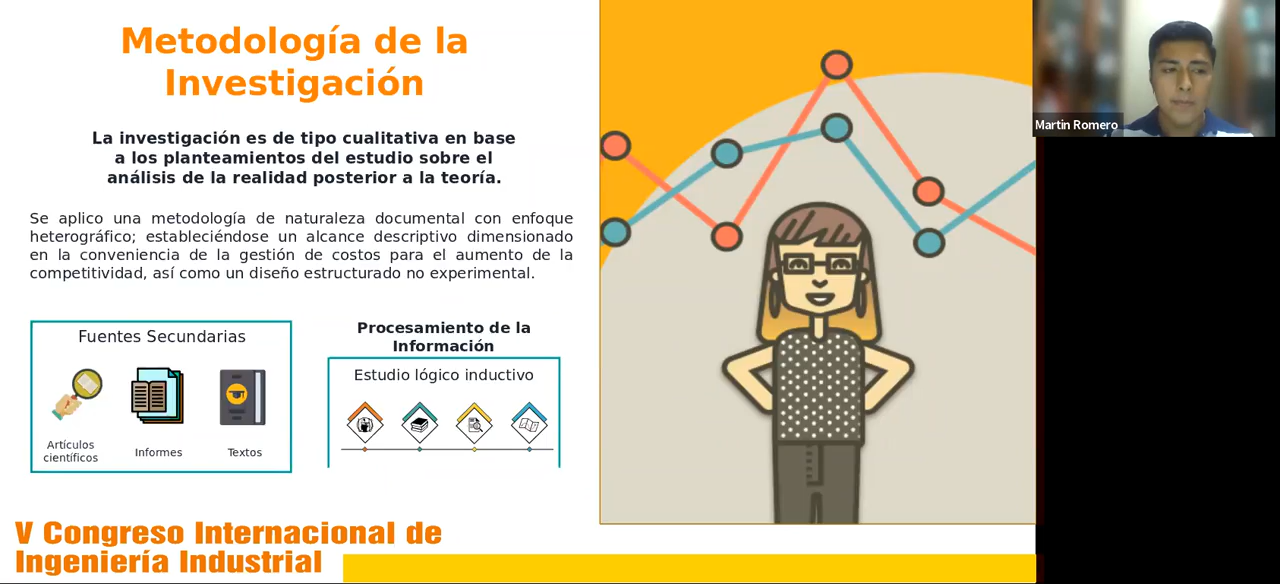 Metodología de la
Investigación
La investigación es de tipo cualitativa en base
a los planteamientos del estudio sobre el
análisis de la realidad posterior a la teoría.
Se aplico una metodología de naturaleza documental con enfoque
heterográfico; estableciéndose un alcance descriptivo dimensionado
en la conveniencia de la gestión de costos para el aumento de la
competitividad, así como un diseño estructurado no experimental.
Fuentes Secundarias
Artículos
científicos
Informes
Textos
Procesamiento de la
Información
Estudio lógico inductivo
V Congreso Internacional de
Ingeniería Industrial
Martin Romero